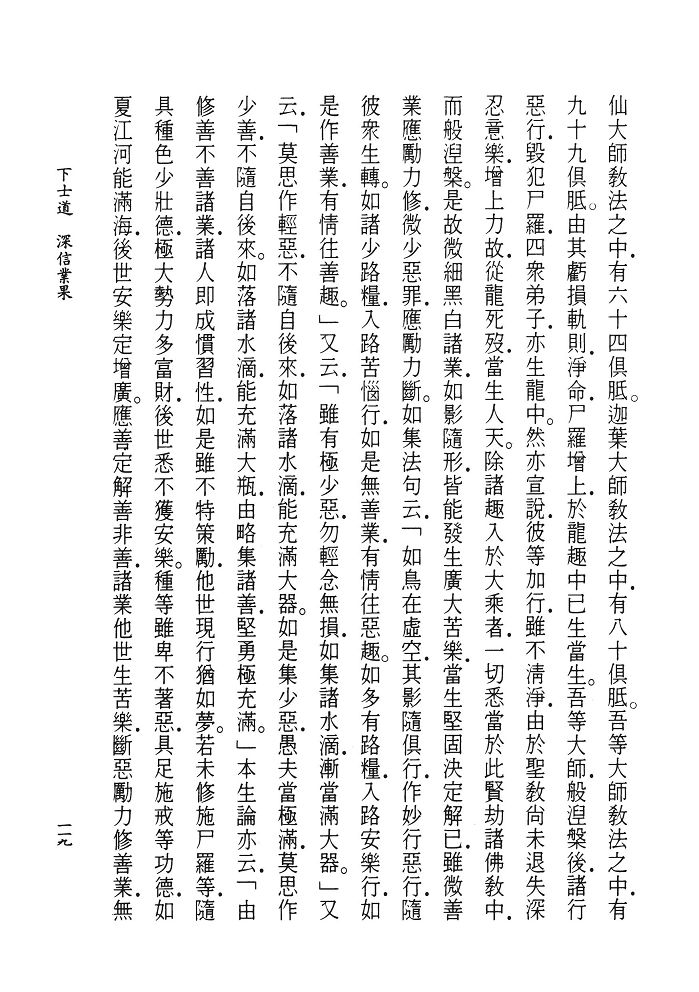 仙大師教法之中．有六十四俱胝。迦葉大師教法之中．有八十俱胝。吾等大師教法之中．有
九十九俱胝。由其虧損軌則．淨命．尸羅增上．於龍趣中已生當生。吾等大師．般涅槃後．諸行
惡行．毀犯尸羅．四眾弟子．亦生龍中。然亦宣說．彼等加行．雖不清淨．由於聖教尚未退失深
忍意樂．增上力故．從龍死歿．當生人天。除諸趣入於大乘者．一切悉當於此賢劫諸佛教中．
而般涅槃。是故微細黑白諸業．如影隨形．皆能發生廣大苦樂．當生堅固決定解已．雖微善
業應勵力修．微少惡罪．應勵力斷。如集法句云．「如鳥在虛空．其影隨俱行．作妙行惡行．隨
彼眾生轉。如諸少路糧．入路苦惱行．如是無善業．有情往惡趣。如多有路糧．入路安樂行．如
是作善業．有情往善趣。」又云．「雖有極少惡．勿輕念無損．如集諸水滴．漸當滿大器。」又
云．「莫思作輕惡．不隨自後來．如落諸水滴．能充滿大器。如是集少惡．愚夫當極滿．莫思作
少善．不隨自後來。如落諸水滴．能充滿大瓶．由略集諸善．堅勇極充滿。」本生論亦云．「由
修善不善諸業．諸人即成慣習性．如是雖不特策勵．他世現行猶如夢。若未修施尸羅等．隨
具種色少壯德．極大勢力多富財．後世悉不獲安樂。種等雖卑不著惡．具足施戒等功德．如
夏江河能滿海．後世安樂定增廣。應善定解善非善．諸業他世生苦樂．斷惡勵力修善業．無
下士道　深信業果
一一九